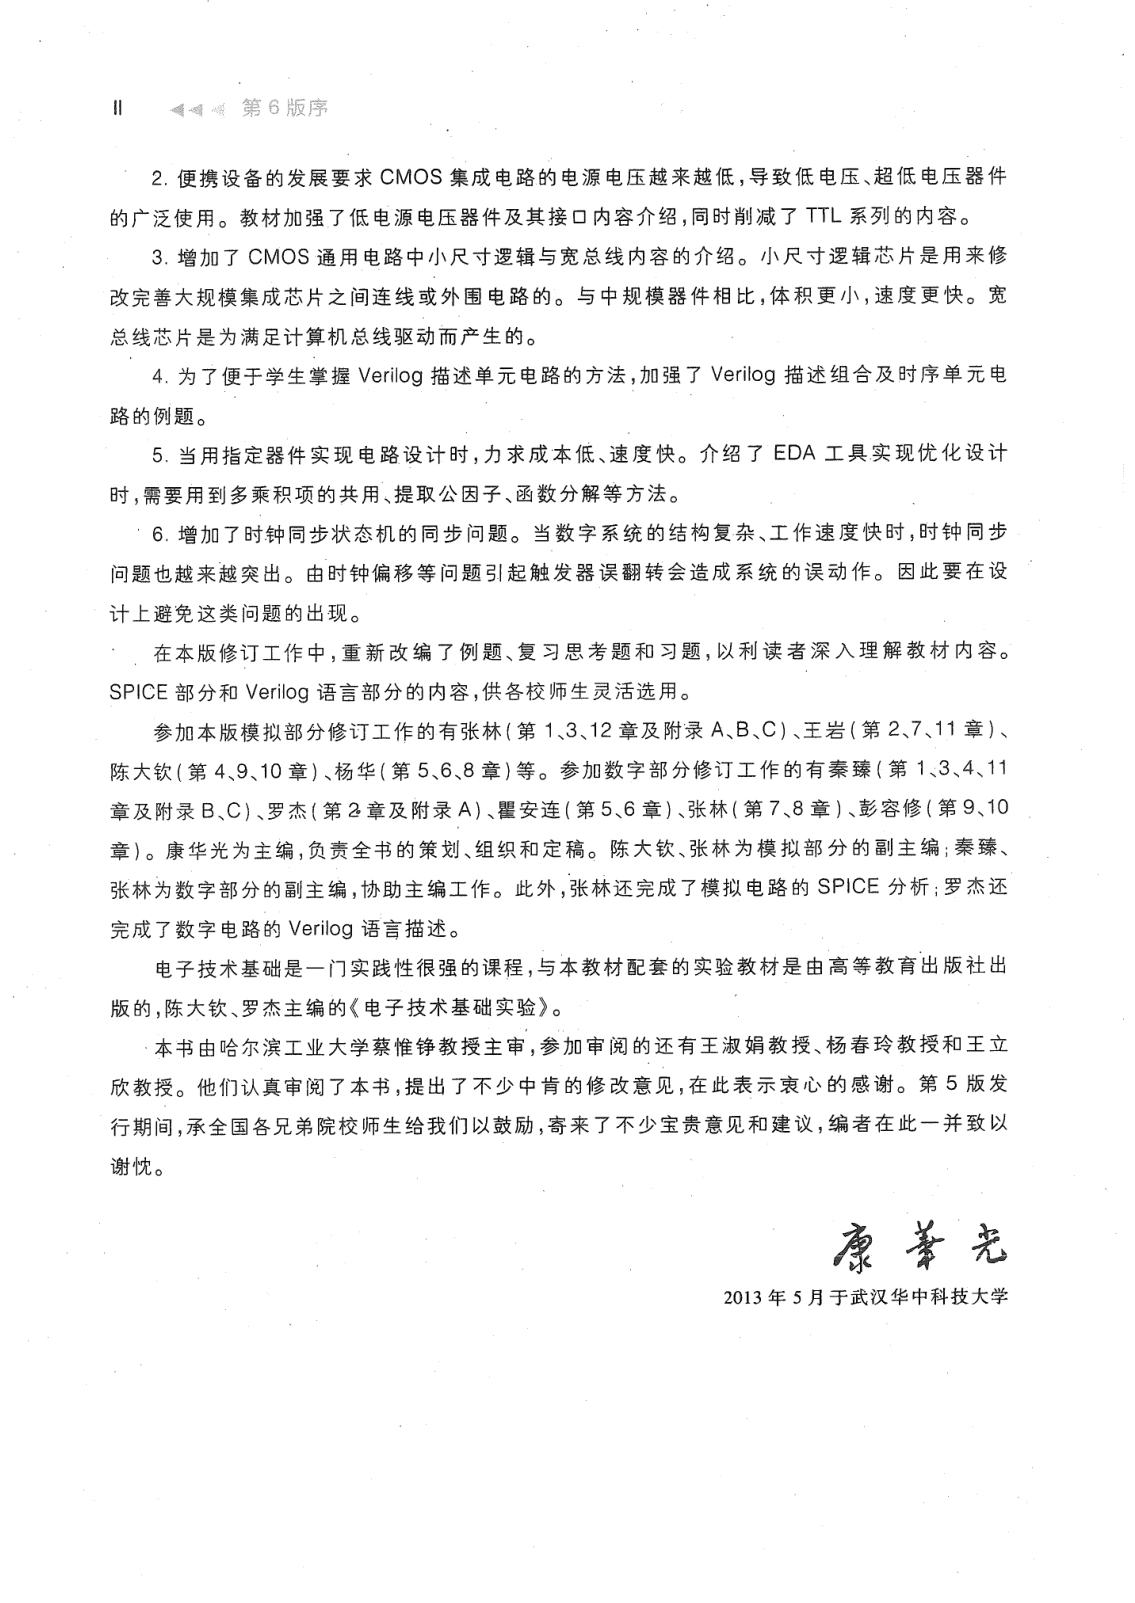 II 第6版序
2. 便携设备的发展要求 CMOS 集成电路的电源电压越来越低,导致低电压、超低电压器件
的广泛使用。教材加强了低电源电压器件及其接口内容介绍,同时削减了 TTL 系列的内容。
3. 增加了 CMOS 通用电路中小尺寸逻辑与宽总线内容的介绍。小尺寸逻辑芯片是用来修
改完善大规模集成芯片之间连线或外围电路的。与中规模器件相比,体积更小,速度更快。宽
总线芯片是为满足计算机总线驱动而产生的。
4. 为了便于学生掌握 Verilog 描述单元电路的方法,加强了 Verilog 描述组合及时序单元电
路的例题。
5. 当用指定器件实现电路设计时,力求成本低、速度快。介绍了 EDA 工具实现优化设计
时,需要用到多乘积项的共用、提取公因子、函数分解等方法。
6. 增加了时钟同步状态机的同步问题。当数字系统的结构复杂、工作速度快时,时钟同步
问题也越来越突出。由时钟偏移等问题引起触发器误翻转会造成系统的误动作。因此要在设
计上避免这类问题的出现。
在本版修订工作中,重新改编了例题、复习思考题和习题,以利读者深入理解教材内容。
SPICE 部分和 Verilog 语言部分的内容,供各校师生灵活选用。
参加本版模拟部分修订工作的有张林(第 1、3、12 章及附录 A、B、C)、王岩(第 2、7、11 章)、
陈大钦(第 4、9、10 章)、杨华(第 5、6、8 章)等。参加数字部分修订工作的有秦臻(第 1、3、4、11
章及附录 B、C)、罗杰(第 2 章及附录 A)、瞿安连(第 5、6 章)、张林(第 7、8 章)、彭容修(第 9、10
章)。康华光为主编,负责全书的策划、组织和定稿。陈大钦、张林为模拟部分的副主编;秦臻、
张林为数字部分的副主编,协助主编工作。此外,张林还完成了模拟电路的 SPICE 分析;罗杰还
完成了数字电路的 Verilog 语言描述。
电子技术基础是一门实践性很强的课程,与本教材配套的实验教材是由高等教育出版社出
版的,陈大钦、罗杰主编的《电子技术基础实验》。
本书由哈尔滨工业大学蔡惟铮教授主审,参加审阅的还有王淑娟教授、杨春玲教授和王立
欣教授。他们认真审阅了本书,提出了不少中肯的修改意见,在此表示衷心的感谢。第 5 版发
行期间,承全国各兄弟院校师生给我们以鼓励,寄来了不少宝贵意见和建议,编者在此一并致以
谢忱。
康華光
2013 年 5 月于武汉华中科技大学